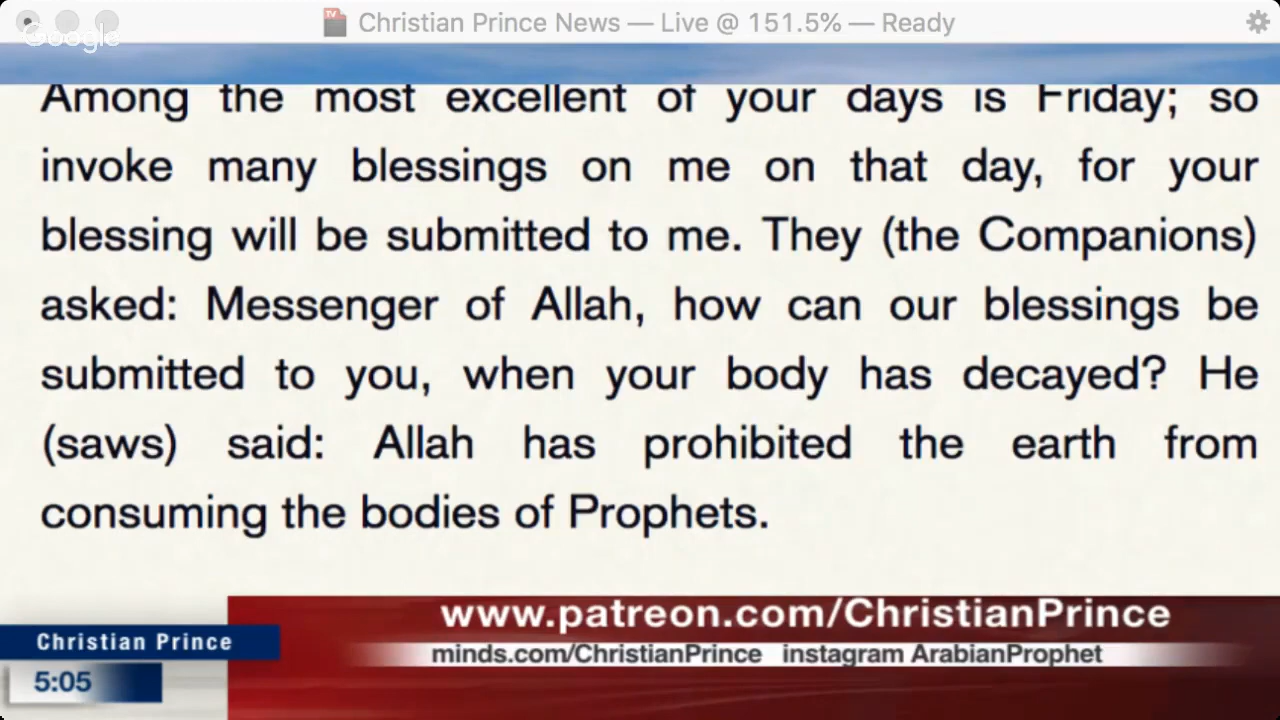 Christian Prince News — Live @ 151.5% — Ready
Google
Among the most excellent of your days is Friday; so
invoke many blessings on me on that day, for your
blessing will be submitted to me. They (the Companions)
asked: Messenger of Allah, how can our blessings be
submitted to you, when your body has decayed? He
(saws) said: Allah has prohibited the earth from
consuming the bodies of Prophets.
www.patreon.com/ChristianPrince
Christian Prince
minds.com/ChristianPrince instagram ArabianProphet
5:05